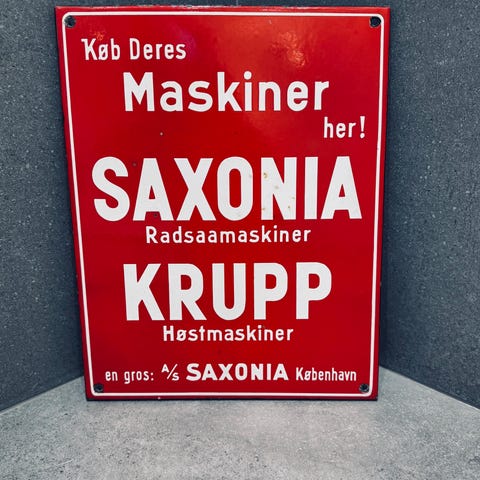 Køb Deres
Maskiner
her!
SAXONIA
Radsaamaskiner
KRUPP
Høstmaskiner
en gros: A/S SAXONIA København